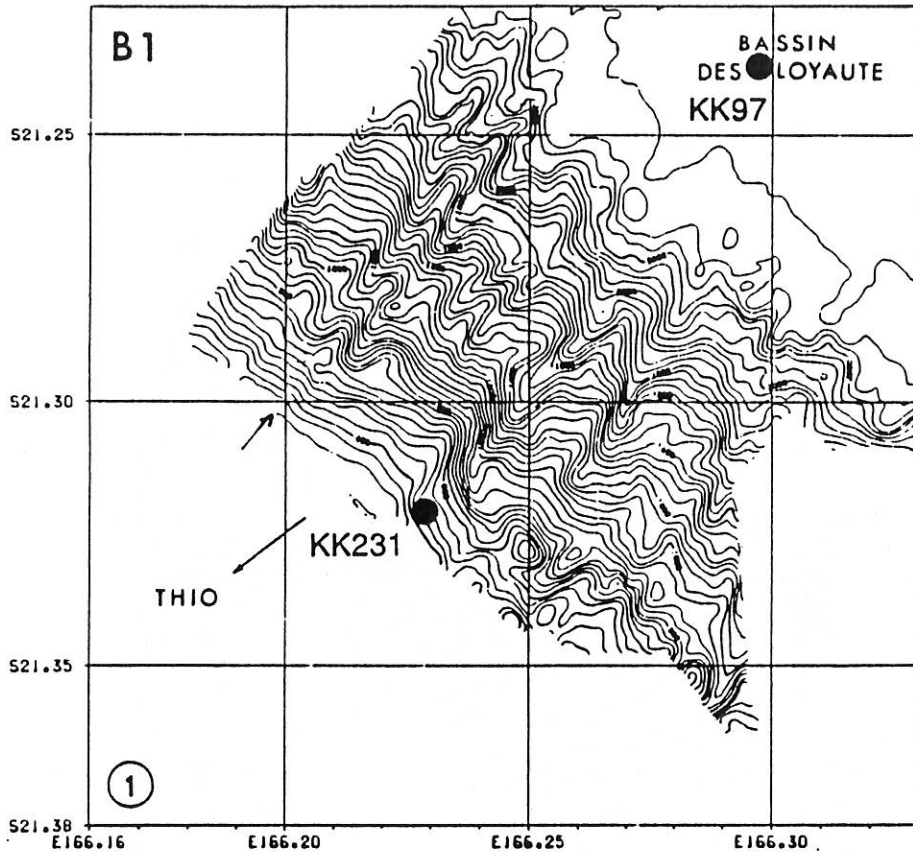 B1
BASSIN
DES LOYAUTE
KK97
S21.25
S21.30
KK231
THIO
S21.35
1
S21.38
E166.16 E166.20 E166.25 E166.30